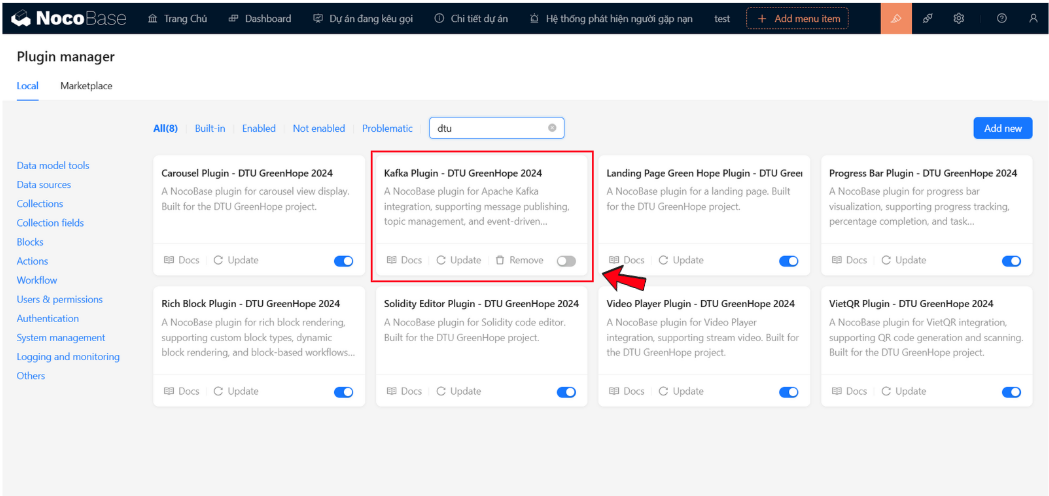 NocoBase Trang Chủ Dashboard Dự án đang kêu gọi Chi tiết dự án Hệ thống phát hiện người gặp nạn test + Add menu item
Plugin manager
Local Marketplace
All(8) Built-in Enabled Not enabled Problematic dtu Add new
Data model tools
Data sources
Collections
Collection fields
Blocks
Actions
Workflow
Users & permissions
Authentication
System management
Logging and monitoring
Others
Carousel Plugin - DTU GreenHope 2024
A NocoBase plugin for carousel view display.
Built for the DTU GreenHope project.
Docs Update
Kafka Plugin - DTU GreenHope 2024
A NocoBase plugin for Apache Kafka
integration, supporting message publishing,
topic management, and event-driven...
Docs Update Remove
Landing Page Green Hope Plugin - DTU Green
A NocoBase plugin for a landing page. Built
for the DTU GreenHope project.
Docs Update
Progress Bar Plugin - DTU GreenHope 2024
A NocoBase plugin for progress bar
visualization, supporting progress tracking,
percentage completion, and task...
Docs Update
Rich Block Plugin - DTU GreenHope 2024
A NocoBase plugin for rich block rendering,
supporting custom block types, dynamic
block rendering, and block-based workflows...
Docs Update
Solidity Editor Plugin - DTU GreenHope 2024
A NocoBase plugin for Solidity code editor.
Built for the DTU GreenHope project.
Docs Update
Video Player Plugin - DTU GreenHope 2024
A NocoBase plugin for Video Player
integration, supporting stream video. Built for
the DTU GreenHope project.
Docs Update
VietQR Plugin - DTU GreenHope 2024
A NocoBase plugin for VietQR integration,
supporting QR code generation and scanning.
Built for the DTU GreenHope project.
Docs Update